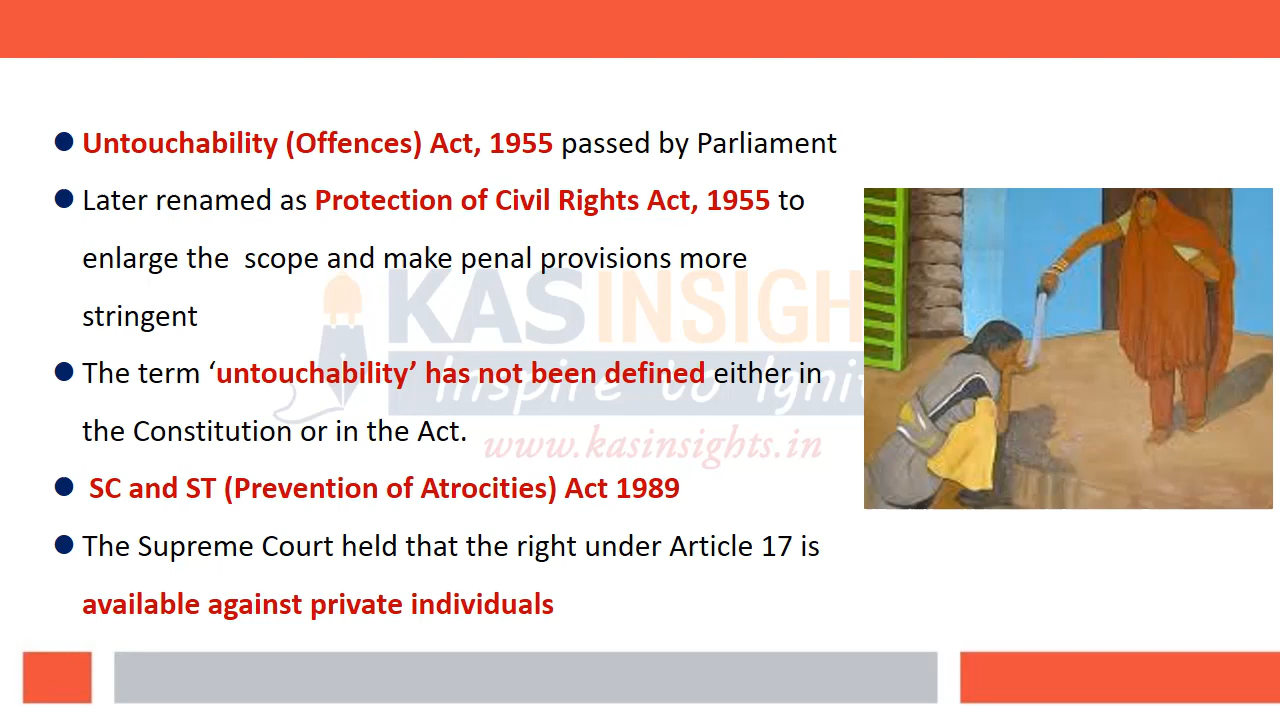 Untouchability (Offences) Act, 1955 passed by Parliament
Later renamed as Protection of Civil Rights Act, 1955 to
enlarge the  scope and make penal provisions more
stringent
The term ‘untouchability’ has not been defined either in
the Constitution or in the Act.
SC and ST (Prevention of Atrocities) Act 1989
The Supreme Court held that the right under Article 17 is
available against private individuals
KASINSIGH
Inspire to Ignit
www.kasinsights.in